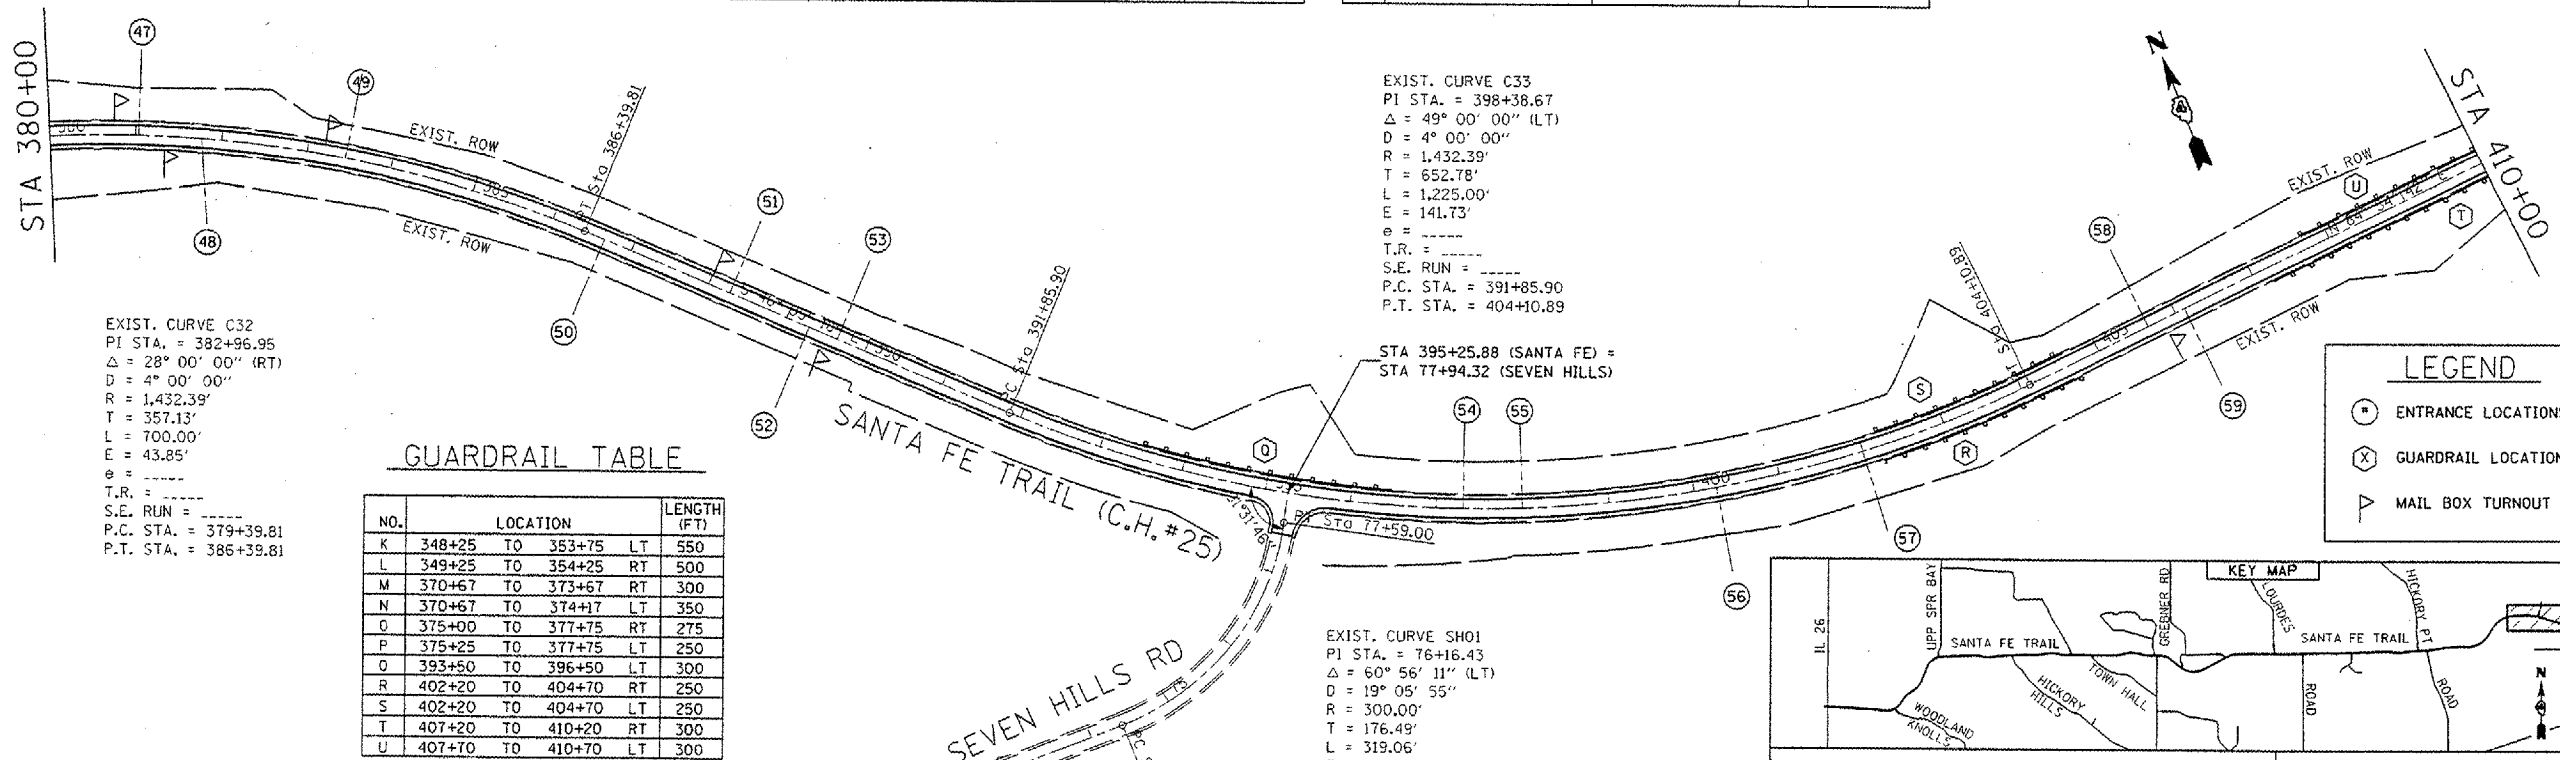 STA 380+00
47
49
48
380
EXIST. ROW
EXIST. ROW
385
PT Sta 386+39.81
50
51
53
52
390
PC Sta 391+85.90
EXIST. CURVE C32
PI STA. = 382+96.95
Δ = 28° 00' 00" (RT)
D = 4° 00' 00"
R = 1,432.39'
T = 357.13'
L = 700.00'
E = 43.85'
e = _____
T.R. = _____
S.E. RUN = _____
P.C. STA. = 379+39.81
P.T. STA. = 386+39.81
GUARDRAIL TABLE
NO. LOCATION LENGTH (FT)
K 348+25 TO 353+75 LT 550
L 349+25 TO 354+25 RT 500
M 370+67 TO 373+67 RT 300
N 370+67 TO 374+17 LT 350
O 375+00 TO 377+75 RT 275
P 375+25 TO 377+75 LT 250
Q 393+50 TO 396+50 LT 300
R 402+20 TO 404+70 RT 250
S 402+20 TO 404+70 LT 250
T 407+20 TO 410+20 RT 300
U 407+70 TO 410+70 LT 300
SANTA FE TRAIL (C.H. #25)
EXIST. CURVE C33
PI STA. = 398+38.67
Δ = 49° 00' 00" (LT)
D = 4° 00' 00"
R = 1,432.39'
T = 652.78'
L = 1,225.00'
E = 141.73'
e = _____
T.R. = _____
S.E. RUN = _____
P.C. STA. = 391+85.90
P.T. STA. = 404+10.89
STA 395+25.88 (SANTA FE) =
STA 77+94.32 (SEVEN HILLS)
Q
395
PT Sta 77+59.00
54
55
400
56
57
S
R
PT Sta 404+10.89
405
58
59
U
T
EXIST. ROW
EXIST. ROW
N
STA 410+00
SEVEN HILLS RD
75
PC
EXIST. CURVE SH01
PI STA. = 76+16.43
Δ = 60° 56' 11" (LT)
D = 19° 05' 55"
R = 300.00'
T = 176.49'
L = 319.06'
LEGEND
ENTRANCE LOCATIONS
X GUARDRAIL LOCATION
MAIL BOX TURNOUT
KEY MAP
IL 26
UPP SPR BAY
SANTA FE TRAIL
GREBNER RD
LOURDES
SANTA FE TRAIL
HICKORY PT
WOODLAND KNOLLS
HICKORY HILLS
TOWN HALL
ROAD
ROAD
N